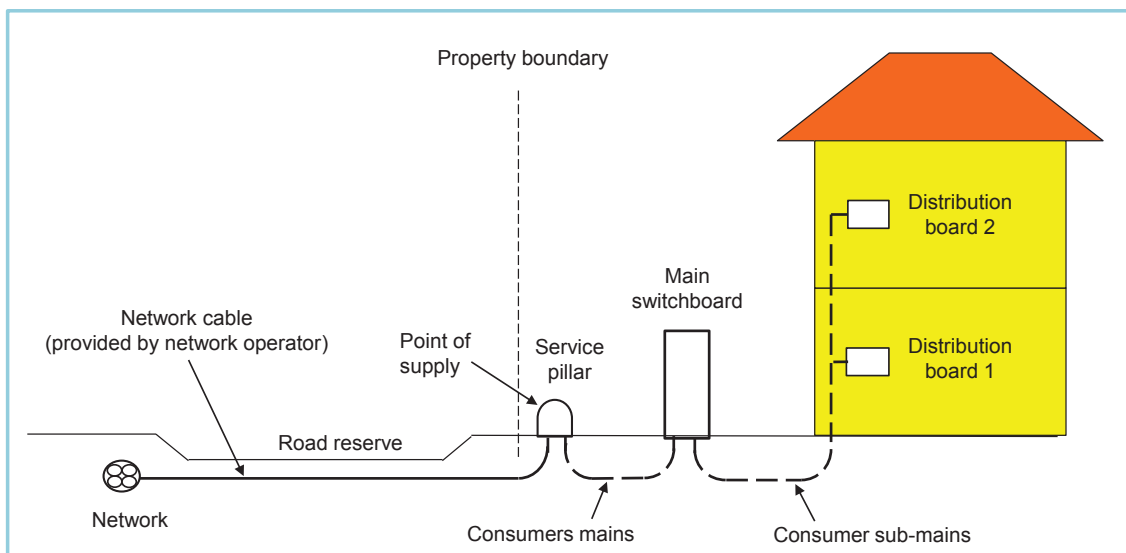 Property boundary
Distribution
board 2
Main
switchboard
Network cable
(provided by network operator)
Point of
supply
Service
pillar
Distribution
board 1
Road reserve
Network
Consumers mains
Consumer sub-mains